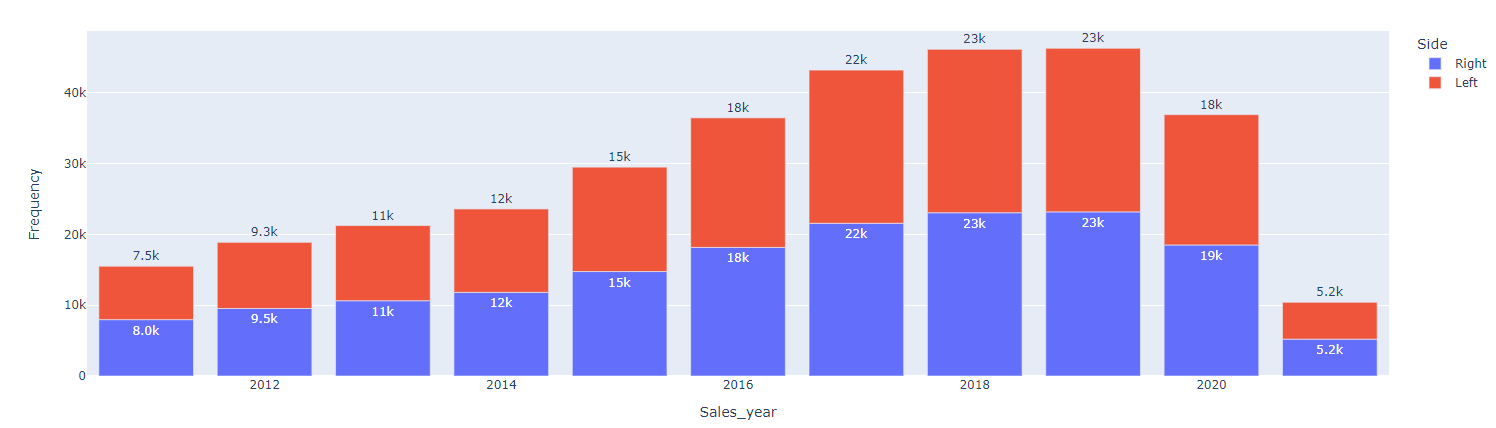 Side
Right
Left
Frequency
40k
30k
20k
10k
0
7.5k
9.3k
11k
12k
15k
18k
22k
23k
23k
18k
5.2k
8.0k
9.5k
11k
12k
15k
18k
22k
23k
23k
19k
5.2k
2012
2014
2016
2018
2020
Sales_year